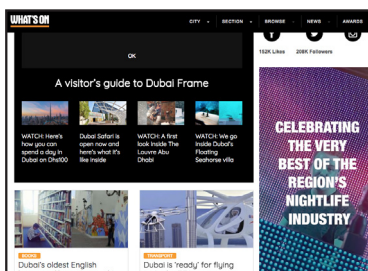 WHAT'S ON
CITY
SECTION
BROWSE
NEWS
AWARDS
152K Likes
208K Followers
OK
A visitor's guide to Dubai Frame
WATCH: Here's
how you can
spend a day in
Dubai on Dhs100
Dubai Safari is
open now and
here's what it's
like inside
WATCH: A first
look inside The
Louvre Abu
Dhabi
WATCH: We go
inside Dubai's
Floating
Seahorse villa
CELEBRATING
THE VERY
BEST OF THE
REGION'S
NIGHTLIFE
INDUSTRY
BOOKS
Dubai's oldest English
TRANSPORT
Dubai is 'ready' for flying